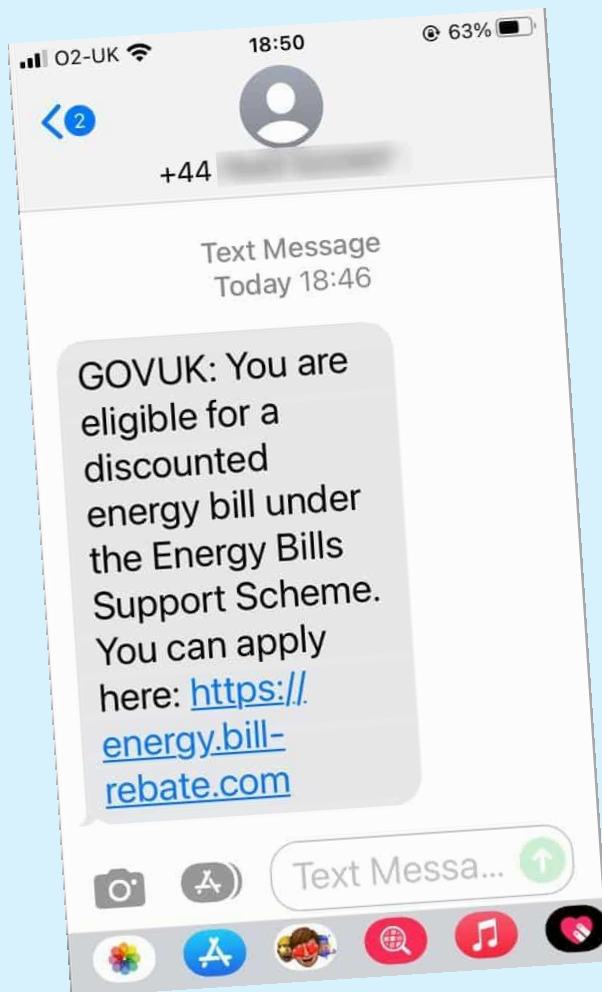 O2-UK
18:50
63%
2
+44
Text Message
Today 18:46
GOVUK: You are
eligible for a
discounted
energy bill under
the Energy Bills
Support Scheme.
You can apply
here: https://
energy.bill-
rebate.com
Text Messa...